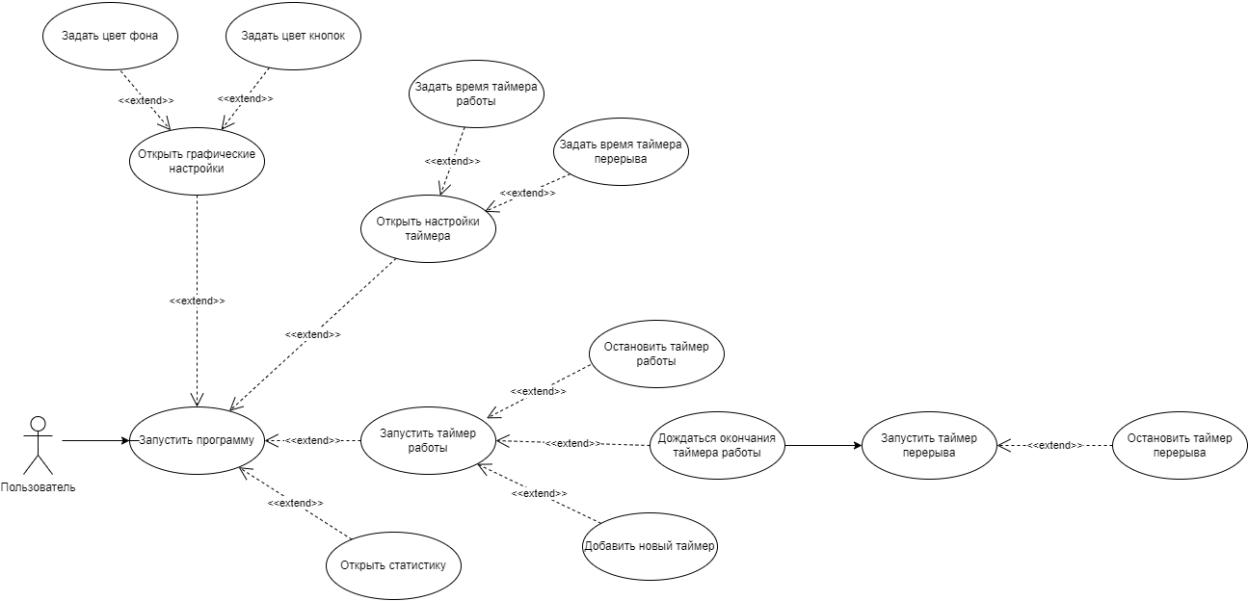 Задать цвет фона
Задать цвет кнопок
<<extend>>
<<extend>>
Открыть графические
настройки
Задать время таймера
работы
Задать время таймера
перерыва
<<extend>>
<<extend>>
Открыть настройки
таймера
<<extend>>
<<extend>>
Остановить таймер
работы
<<extend>>
Пользователь
Запустить программу
<<extend>>
Запустить таймер
работы
<<extend>>
Дождаться окончания
таймера работы
Запустить таймер
перерыва
<<extend>>
Остановить таймер
перерыва
<<extend>>
<<extend>>
Добавить новый таймер
Открыть статистику